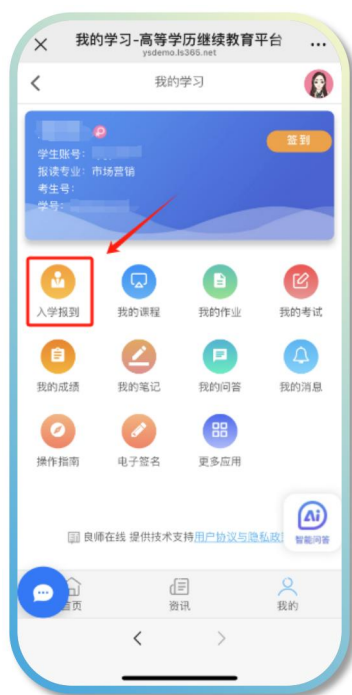 我的学习-高等学历继续教育平台
ysdemo.ls365.net
我的学习
签到
学生账号：
报读专业：市场营销
考生号：
学号：
入学报到 我的课程 我的作业 我的考试
我的成绩 我的笔记 我的问答 我的消息
操作指南 电子签名 更多应用
Ai
智能问答
良师在线 提供技术支持用户协议与隐私政
首页 资讯 我的